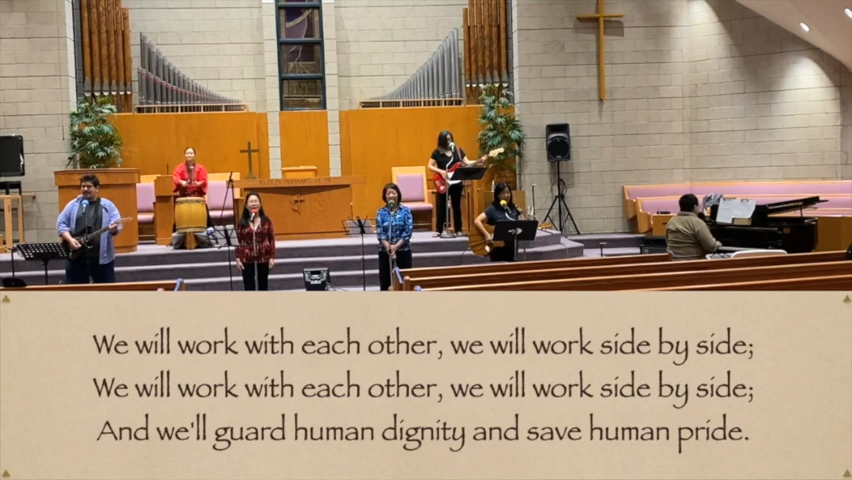 We will work with each other, we will work side by side;
We will work with each other, we will work side by side;
And we'll guard human dignity and save human pride.